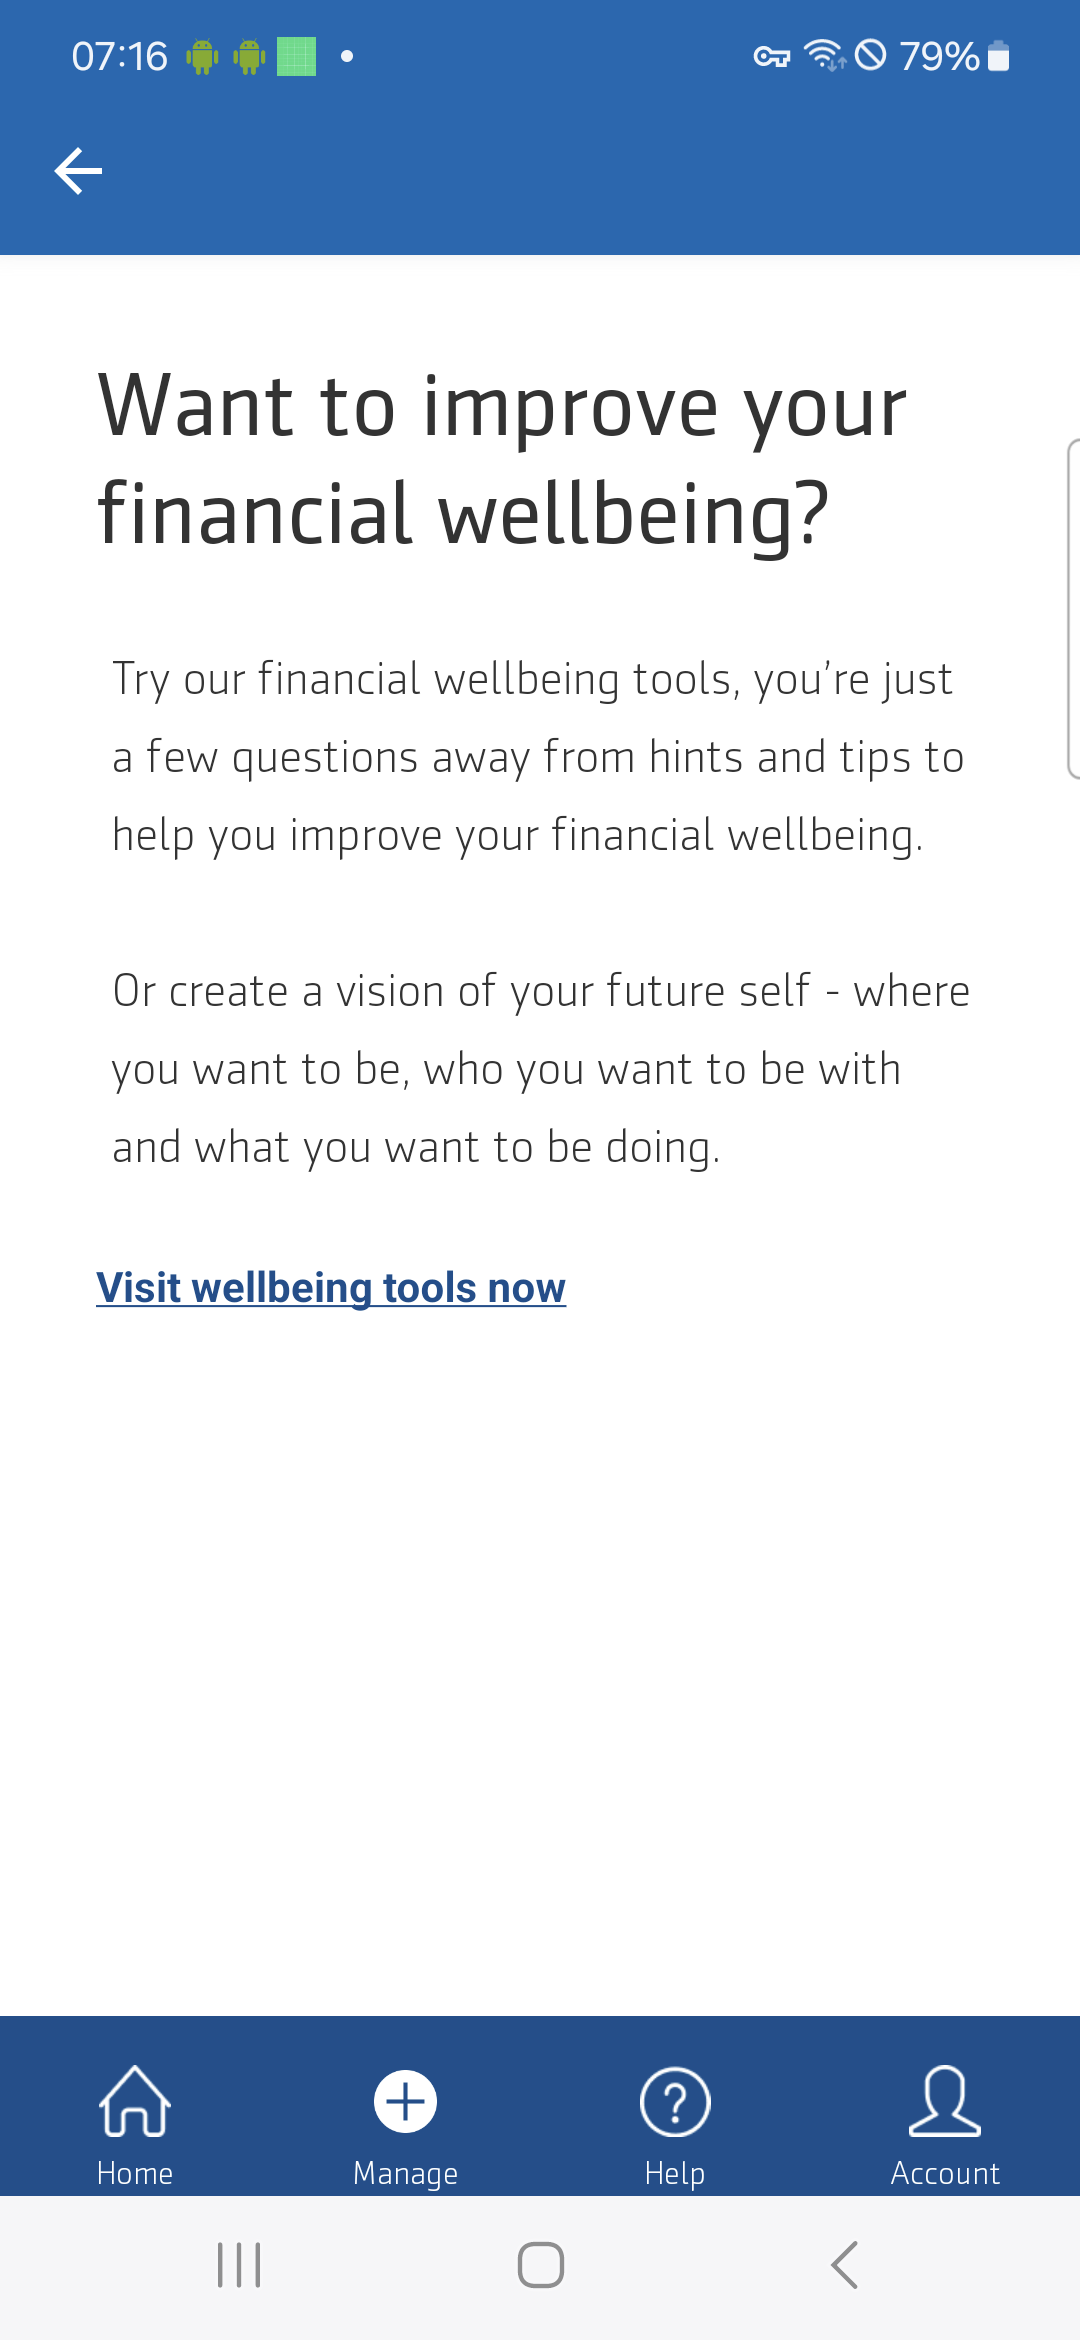 07:16
79%
Want to improve your
financial wellbeing?
Try our financial wellbeing tools, you’re just
a few questions away from hints and tips to
help you improve your financial wellbeing.
Or create a vision of your future self - where
you want to be, who you want to be with
and what you want to be doing.
Visit wellbeing tools now
Home Manage Help Account